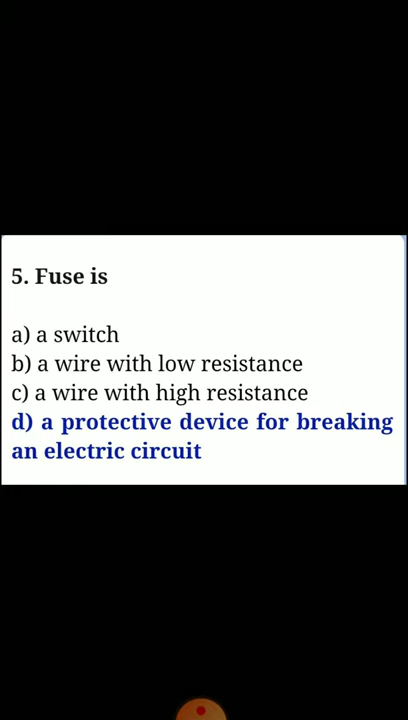 5. Fuse is
a) a switch
b) a wire with low resistance
c) a wire with high resistance
d) a protective device for breaking
an electric circuit